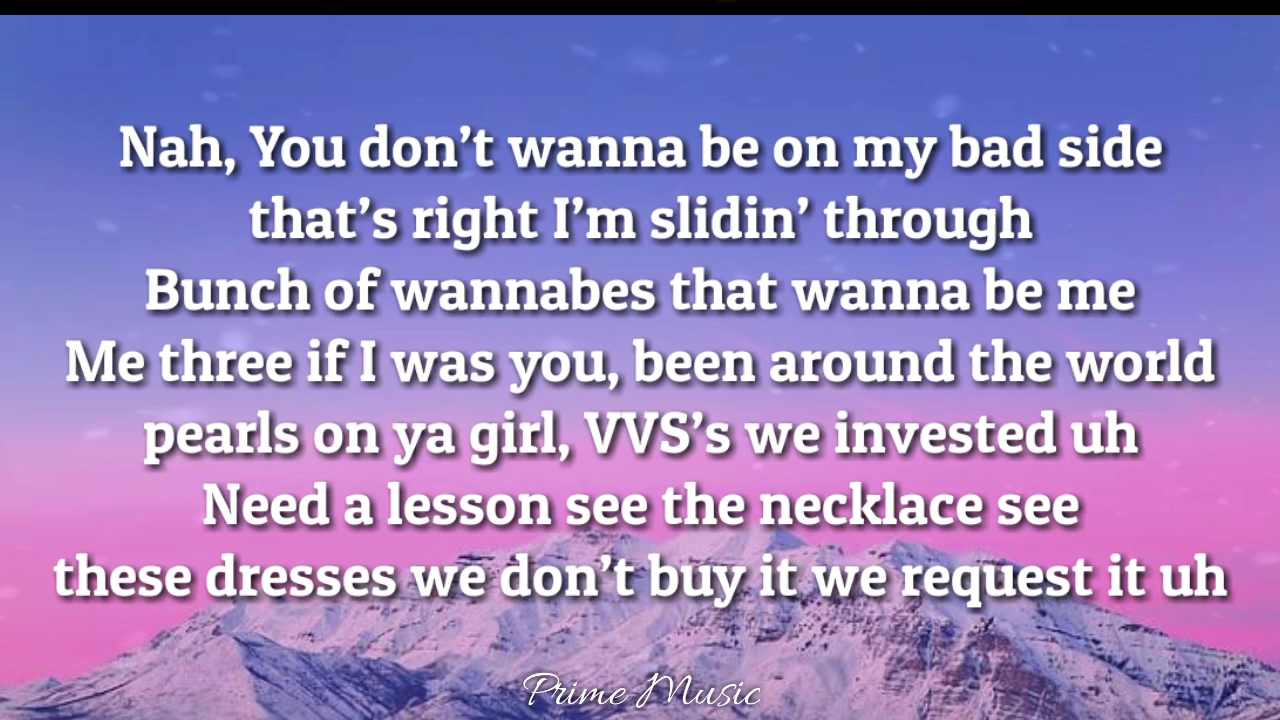 Nah, You don’t wanna be on my bad side
that’s right I’m slidin’ through
Bunch of wannabes that wanna be me
Me three if I was you, been around the world
pearls on ya girl, VVS’s we invested uh
Need a lesson see the necklace see
these dresses we don’t buy it we request it uh
Prime Music